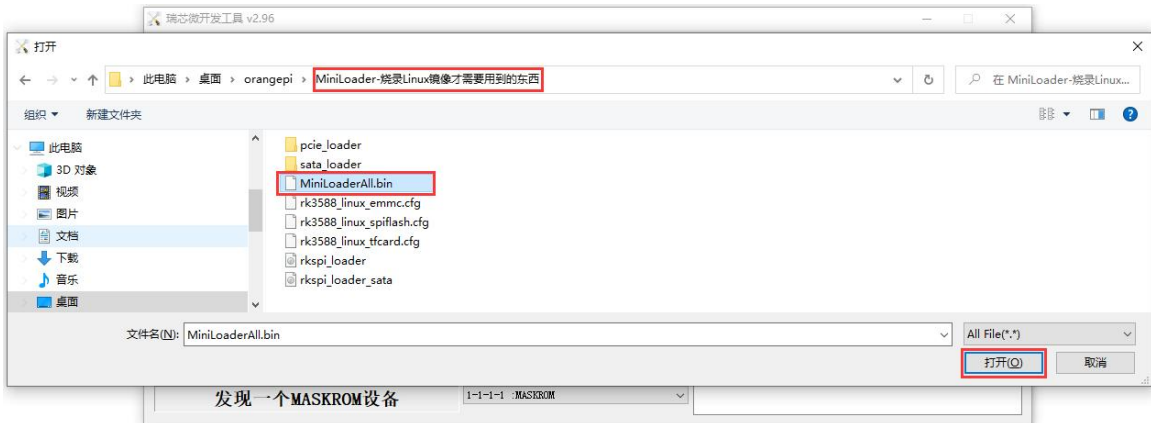 瑞芯微开发工具 v2.96
打开
此电脑 › 桌面 › orangepi › MiniLoader-烧录Linux镜像才需要用到的东西
在 MiniLoader-烧录Linux...
组织 新建文件夹
此电脑
3D 对象
视频
图片
文档
下载
音乐
桌面
pcie_loader
sata_loader
MiniLoaderAll.bin
rk3588_linux_emmc.cfg
rk3588_linux_spiflash.cfg
rk3588_linux_tfcard.cfg
rkspi_loader
rkspi_loader_sata
文件名(N): MiniLoaderAll.bin
All File(*.*)
打开(O) 取消
发现一个MASKROM设备 1-1-1-1 :MASKROM